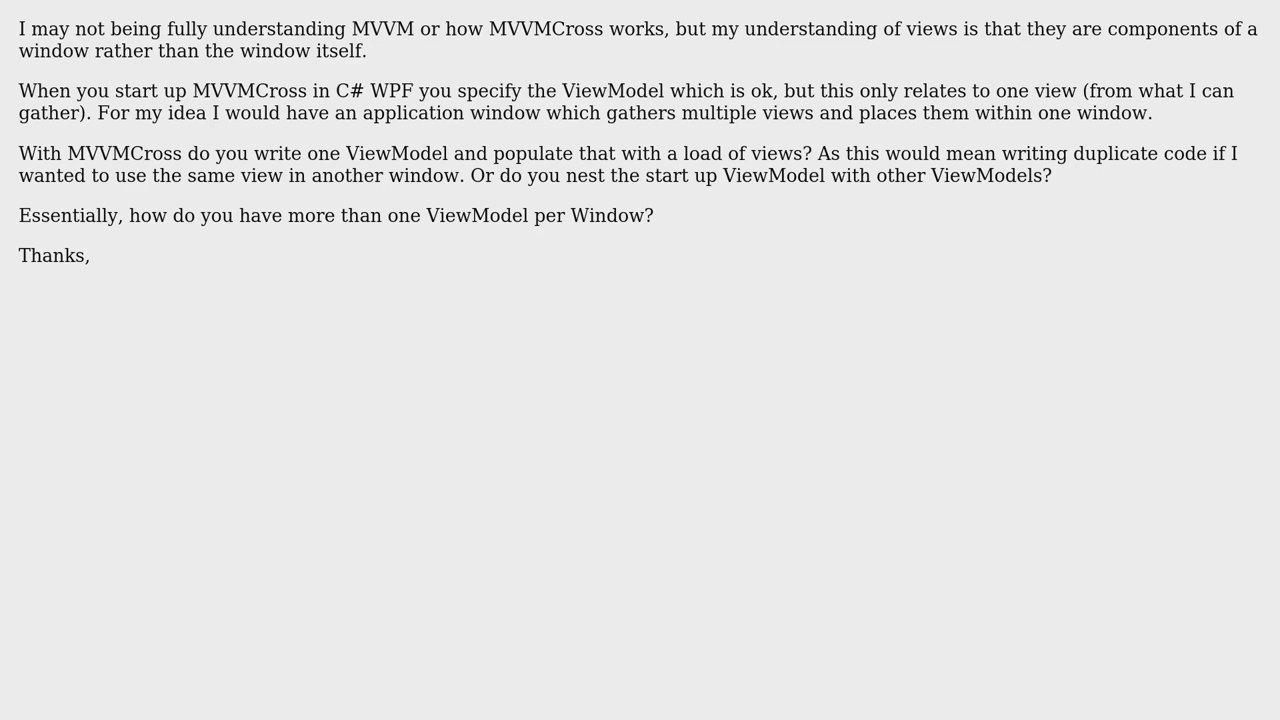 I may not being fully understanding MVVM or how MVVMCross works, but my understanding of views is that they are components of a
window rather than the window itself.
When you start up MVVMCross in C# WPF you specify the ViewModel which is ok, but this only relates to one view (from what I can
gather). For my idea I would have an application window which gathers multiple views and places them within one window.
With MVVMCross do you write one ViewModel and populate that with a load of views? As this would mean writing duplicate code if I
wanted to use the same view in another window. Or do you nest the start up ViewModel with other ViewModels?
Essentially, how do you have more than one ViewModel per Window?
Thanks,